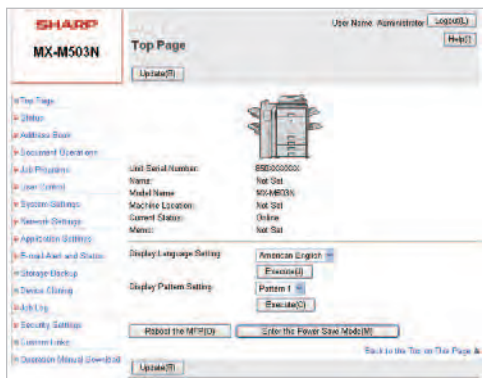 SHARP
MX-M503N
User Name: Administrator Logout(L)
Help(I)
Top Page
Update(R)
Top Page
Status
Address Book
Document Operations
Job Programs
User Control
System Settings
Network Settings
Application Settings
E-mail Alert and Status
Storage Backup
Device Cloning
Job Log
Security Settings
Custom Links
Operation Manual Download
Unit Serial Number:
Name: Not Set
Model Name: MX-M503N
Machine Location: Not Set
Current Status: Online
Memo: Not Set
Display Language Setting: American English
Execute(J)
Display Pattern Setting: Pattern 1
Execute(C)
Reboot the MFP(O) Enter the Power Save Mode(M)
Back to the Top on This Page
Update(R)